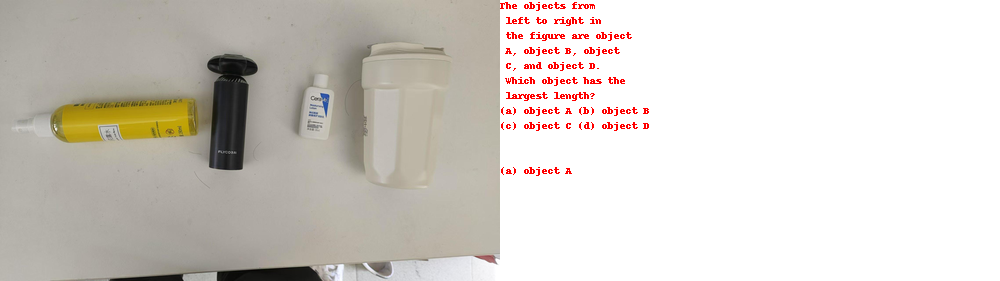 CeraVe
The objects from
left to right in
the figure are object
A, object B, object
C, and object D.
Which object has the
largest length?
(a) object A (b) object B
(c) object C (d) object D
(a) object A